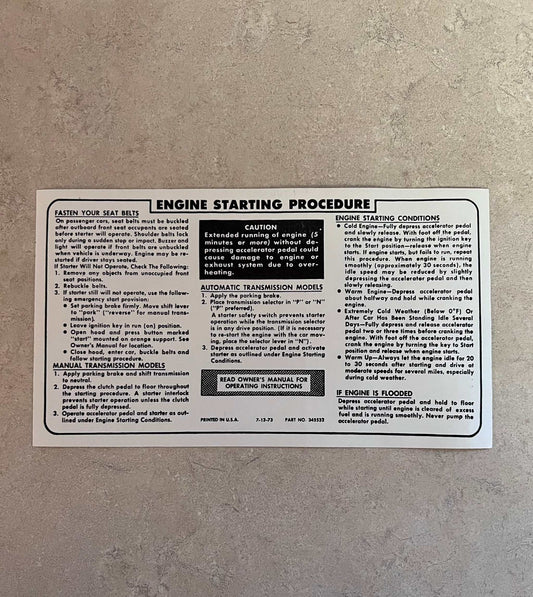 ENGINE STARTING PROCEDURE
FASTEN YOUR SEAT BELTS
On passenger cars, seat belts must be buckled
after outboard front seat occupants are seated
before starter will operate. Shoulder belts lock
only during a sudden stop or impact. Buzzer and
light will operate if front belts are unbuckled
when vehicle is underway. Engine may be re-
started if driver stays seated.
If Starter Will Not Operate, Check The Following:
1. Remove any objects from unoccupied front
seat positions.
2. Rebuckle belts.
3. If starter still will not operate, use the follow-
ing emergency start provision:
● Set parking brake firmly. Move shift lever
to "park" ("reverse" for manual trans-
mission).
● Leave ignition key in run (on) position.
● Open hood and press button marked
"start" mounted on engine support. See
Owner's Manual for location.
● Close hood, enter car, buckle belts and
follow starting procedure.
MANUAL TRANSMISSION MODELS
1. Apply parking brake and shift transmission
to neutral.
2. Depress the clutch pedal to floor throughout
the starting procedure. A starter interlock
prevents starter operation unless the clutch
pedal is fully depressed.
3. Operate accelerator pedal and starter as out-
lined under Engine Starting Conditions.
CAUTION
Extended running of engine (5
minutes or more) without de-
pressing accelerator pedal could
cause damage to engine or
exhaust system due to over-
heating.
AUTOMATIC TRANSMISSION MODELS
1. Apply the parking brake.
2. Place transmission selector in "P" or "N"
("P" preferred).
A starter safety switch prevents starter
operation while the transmission selector
is in any drive position. (If it is necessary
to re-start the engine with the car mov-
ing, place the selector lever in "N").
3. Depress accelerator pedal and activate
starter as outlined under Engine Starting
Conditions.
READ OWNER'S MANUAL FOR
OPERATING INSTRUCTIONS
PRINTED IN U.S.A. 7-12-73 PART NO. 345532
ENGINE STARTING CONDITIONS
● Cold Engine—Fully depress accelerator pedal
and slowly release. With foot off the pedal,
crank the engine by turning the ignition key
to the Start position—release when engine
starts. If engine starts, but fails to run, repeat
this procedure. When engine is running
smoothly (approximately 30 seconds), the
idle speed may be reduced by slightly
depressing the accelerator pedal and then
slowly releasing.
● Warm Engine—Depress accelerator pedal
about halfway and hold while cranking the
engine.
● Extremely Cold Weather (Below 0°F) Or
After Car Has Been Standing Idle Several
Days—Fully depress and release accelerator
pedal two or three times before cranking the
engine. With foot off the accelerator pedal,
crank the engine by turning the key to Start
position and release when engine starts.
● Warm Up—Always let the engine idle for 20
to 30 seconds after starting and drive at
moderate speeds for several miles, especially
during cold weather.
IF ENGINE IS FLOODED
Depress accelerator pedal and hold to floor
while starting until engine is cleared of excess
fuel and is running smoothly. Never pump the
accelerator pedal.